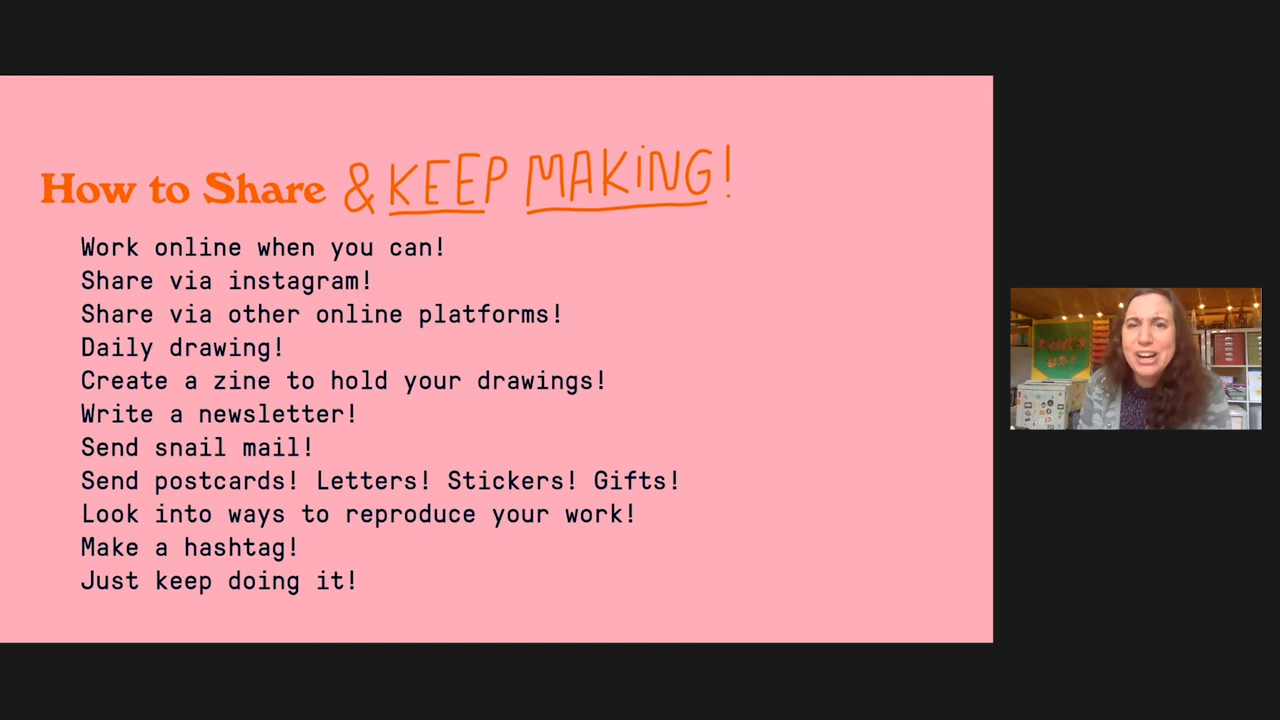 How to Share & KEEP MAKING!
Work online when you can!
Share via instagram!
Share via other online platforms!
Daily drawing!
Create a zine to hold your drawings!
Write a newsletter!
Send snail mail!
Send postcards! Letters! Stickers! Gifts!
Look into ways to reproduce your work!
Make a hashtag!
Just keep doing it!